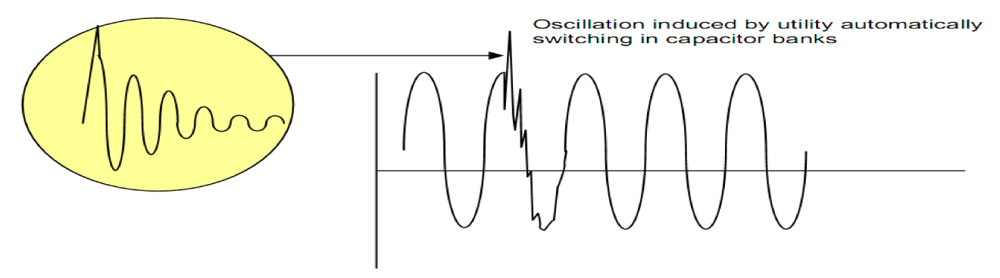 Oscillation induced by utility automatically
switching in capacitor banks